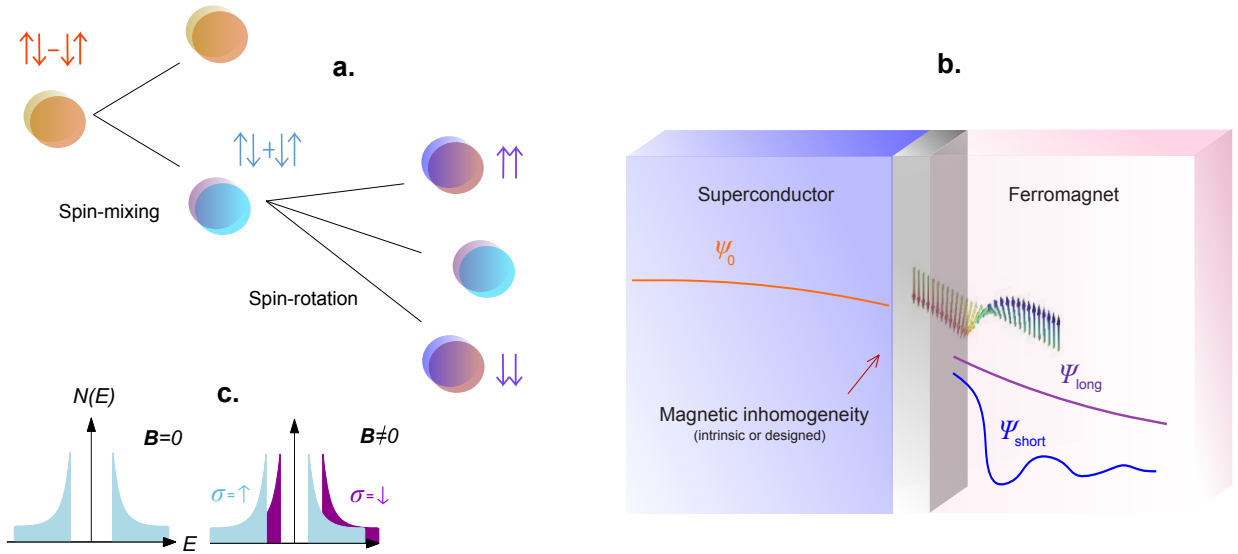 a.
↑↓–↓↑
↑↓+↓↑
↑↑
Spin-mixing
Spin-rotation
↓↓
b.
Superconductor
Ferromagnet
ψ₀
Ψlong
Magnetic inhomogeneity
(intrinsic or designed)
Ψshort
c.
N(E)
B=0
B≠0
σ=↑
σ=↓
E